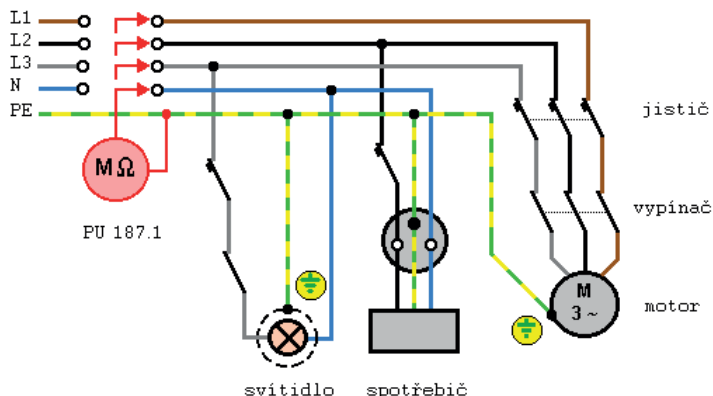 L1
L2
L3
N
PE
MΩ
PU 187.1
jistič
vypínač
M
3 ~
motor
svítidlo
spotřebič